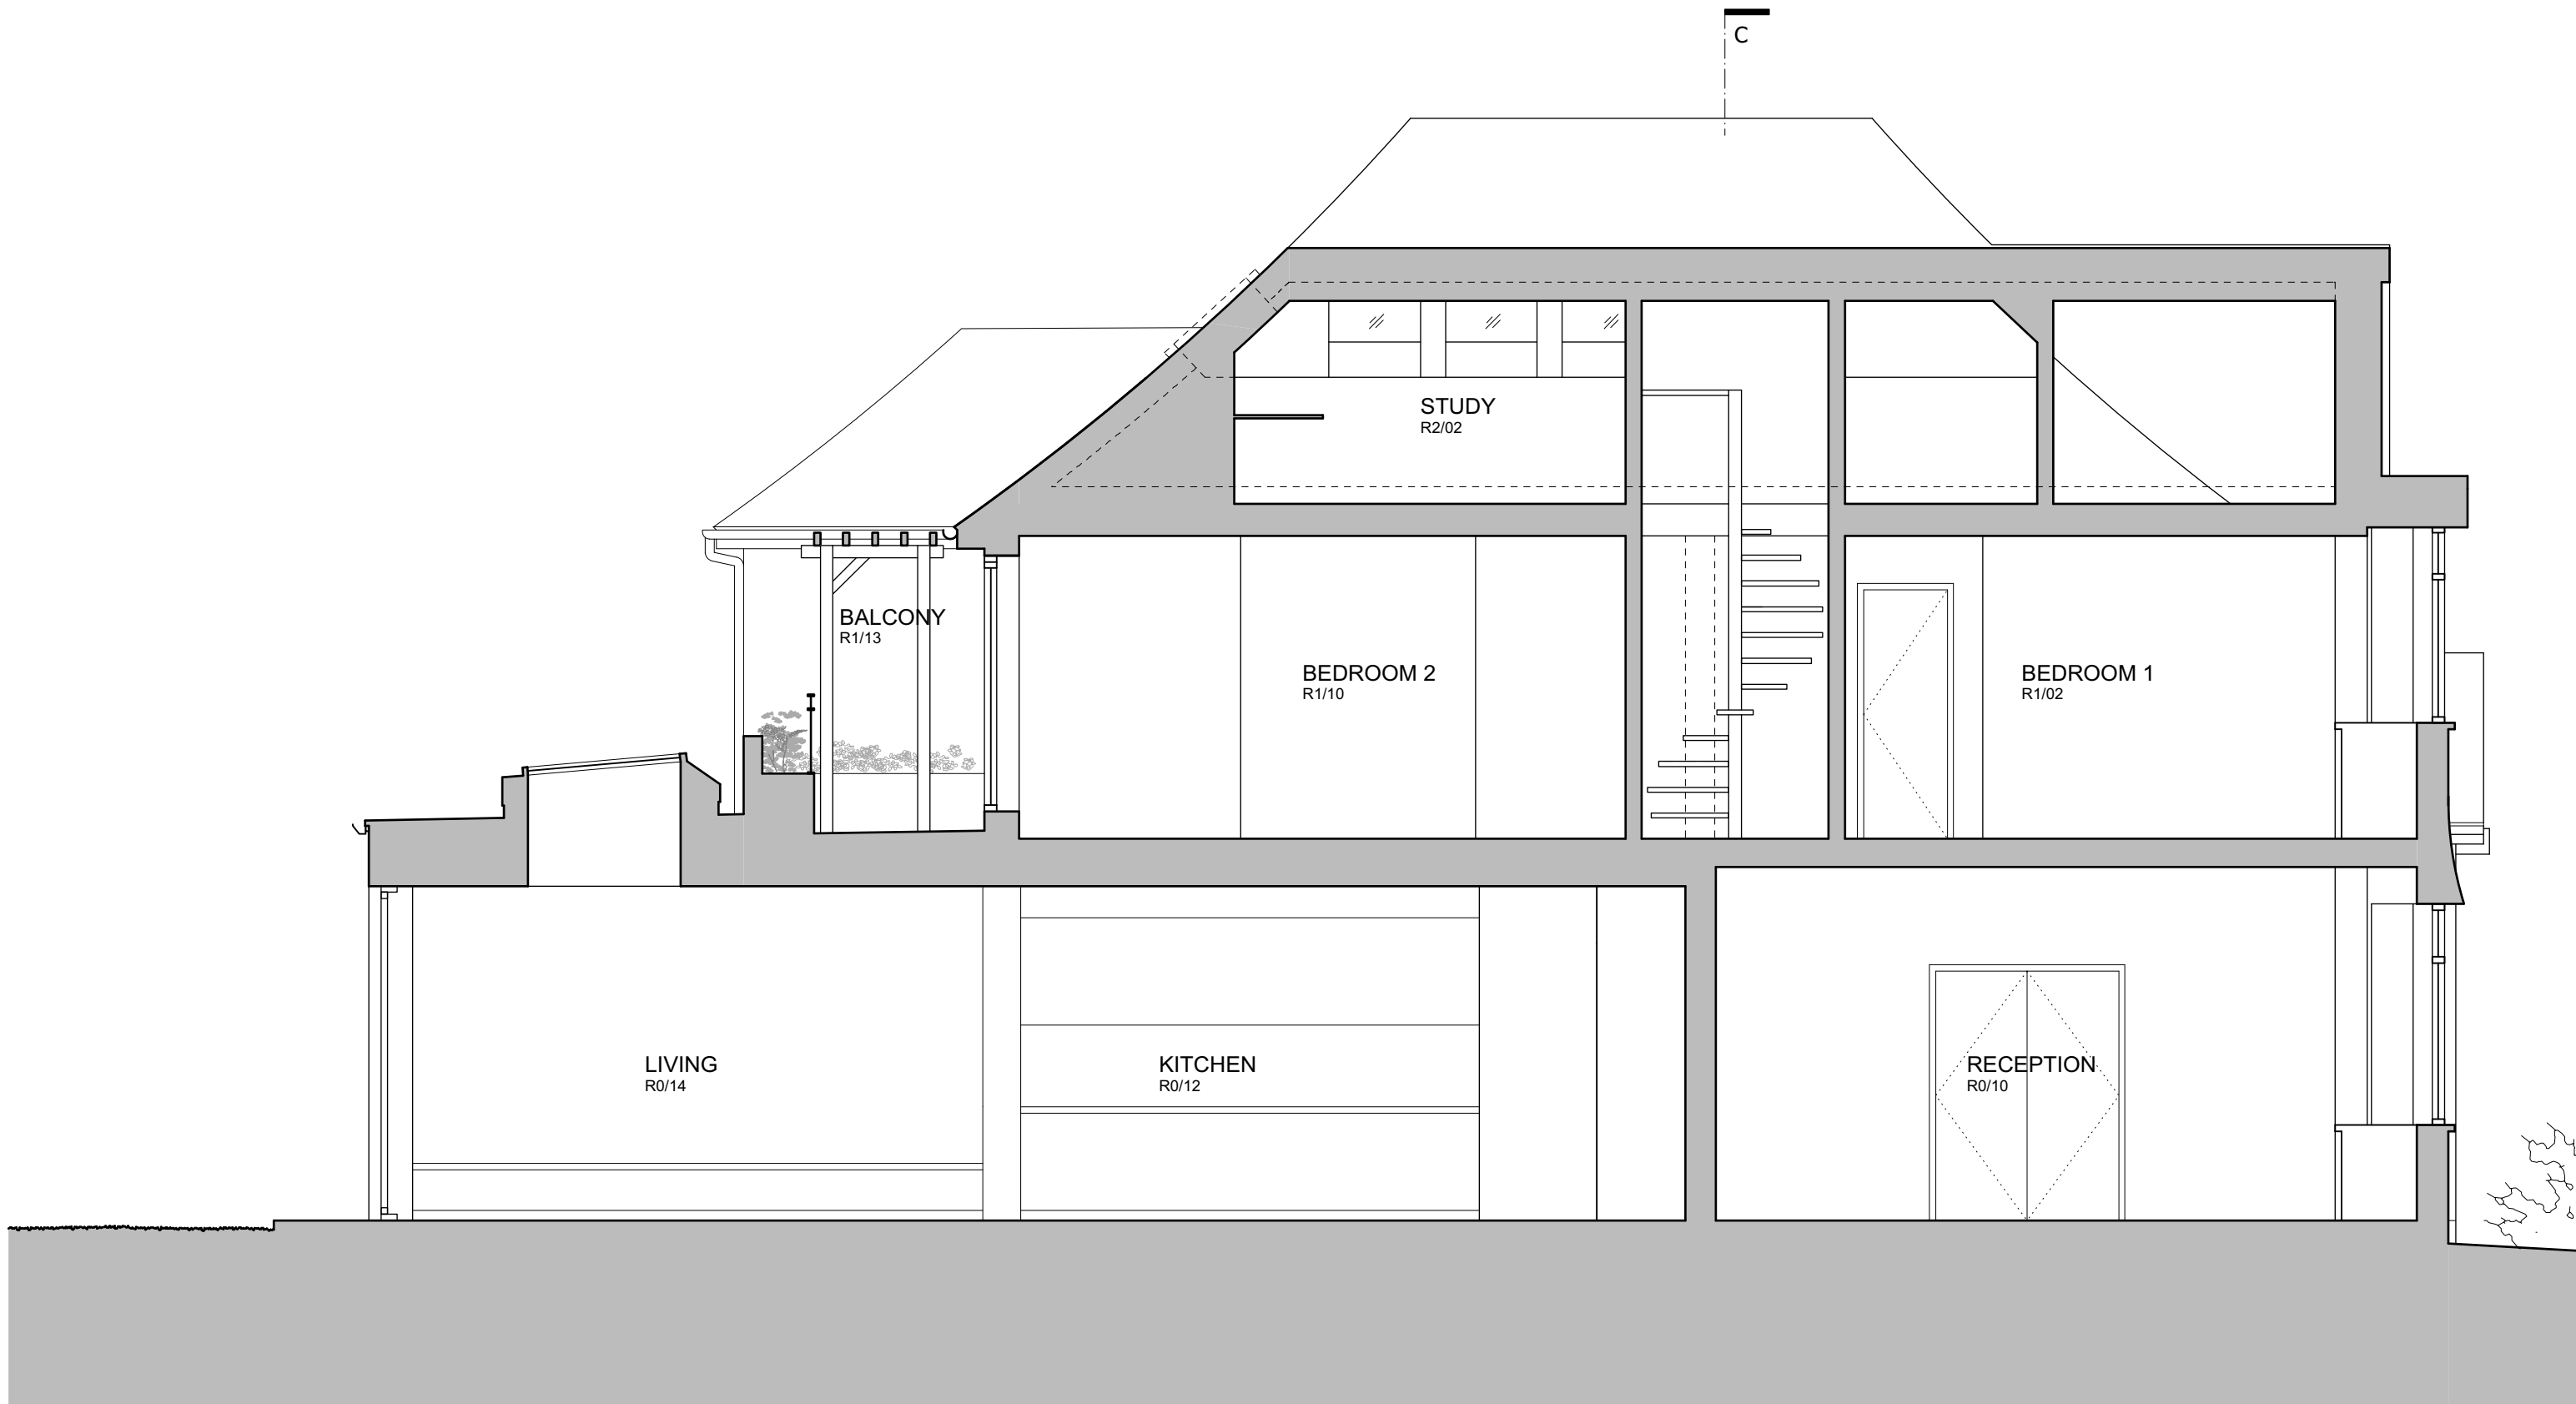 C
STUDY
R2/02
BALCONY
R1/13
BEDROOM 2
R1/10
BEDROOM 1
R1/02
LIVING
R0/14
KITCHEN
R0/12
RECEPTION
R0/10